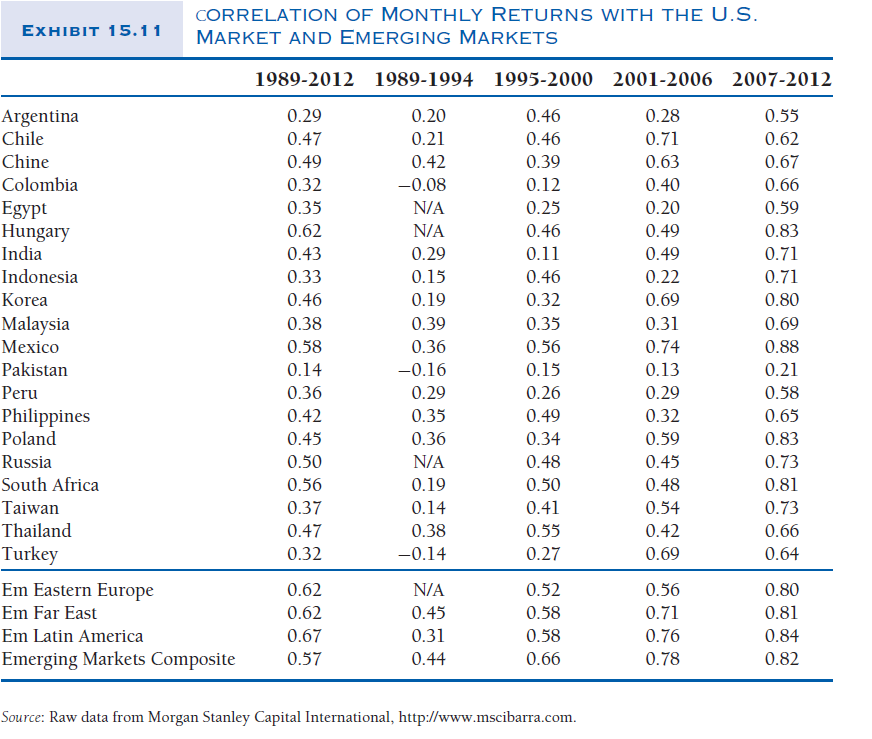 EXHIBIT 15.11
CORRELATION OF MONTHLY RETURNS WITH THE U.S.
MARKET AND EMERGING MARKETS
1989-2012 1989-1994 1995-2000 2001-2006 2007-2012
Argentina 0.29 0.20 0.46 0.28 0.55
Chile 0.47 0.21 0.46 0.71 0.62
Chine 0.49 0.42 0.39 0.63 0.67
Colombia 0.32 −0.08 0.12 0.40 0.66
Egypt 0.35 N/A 0.25 0.20 0.59
Hungary 0.62 N/A 0.46 0.49 0.83
India 0.43 0.29 0.11 0.49 0.71
Indonesia 0.33 0.15 0.46 0.22 0.71
Korea 0.46 0.19 0.32 0.69 0.80
Malaysia 0.38 0.39 0.35 0.31 0.69
Mexico 0.58 0.36 0.56 0.74 0.88
Pakistan 0.14 −0.16 0.15 0.13 0.21
Peru 0.36 0.29 0.26 0.29 0.58
Philippines 0.42 0.35 0.49 0.32 0.65
Poland 0.45 0.36 0.34 0.59 0.83
Russia 0.50 N/A 0.48 0.45 0.73
South Africa 0.56 0.19 0.50 0.48 0.81
Taiwan 0.37 0.14 0.41 0.54 0.73
Thailand 0.47 0.38 0.55 0.42 0.66
Turkey 0.32 −0.14 0.27 0.69 0.64
Em Eastern Europe 0.62 N/A 0.52 0.56 0.80
Em Far East 0.62 0.45 0.58 0.71 0.81
Em Latin America 0.67 0.31 0.58 0.76 0.84
Emerging Markets Composite 0.57 0.44 0.66 0.78 0.82
Source: Raw data from Morgan Stanley Capital International, http://www.mscibarra.com.